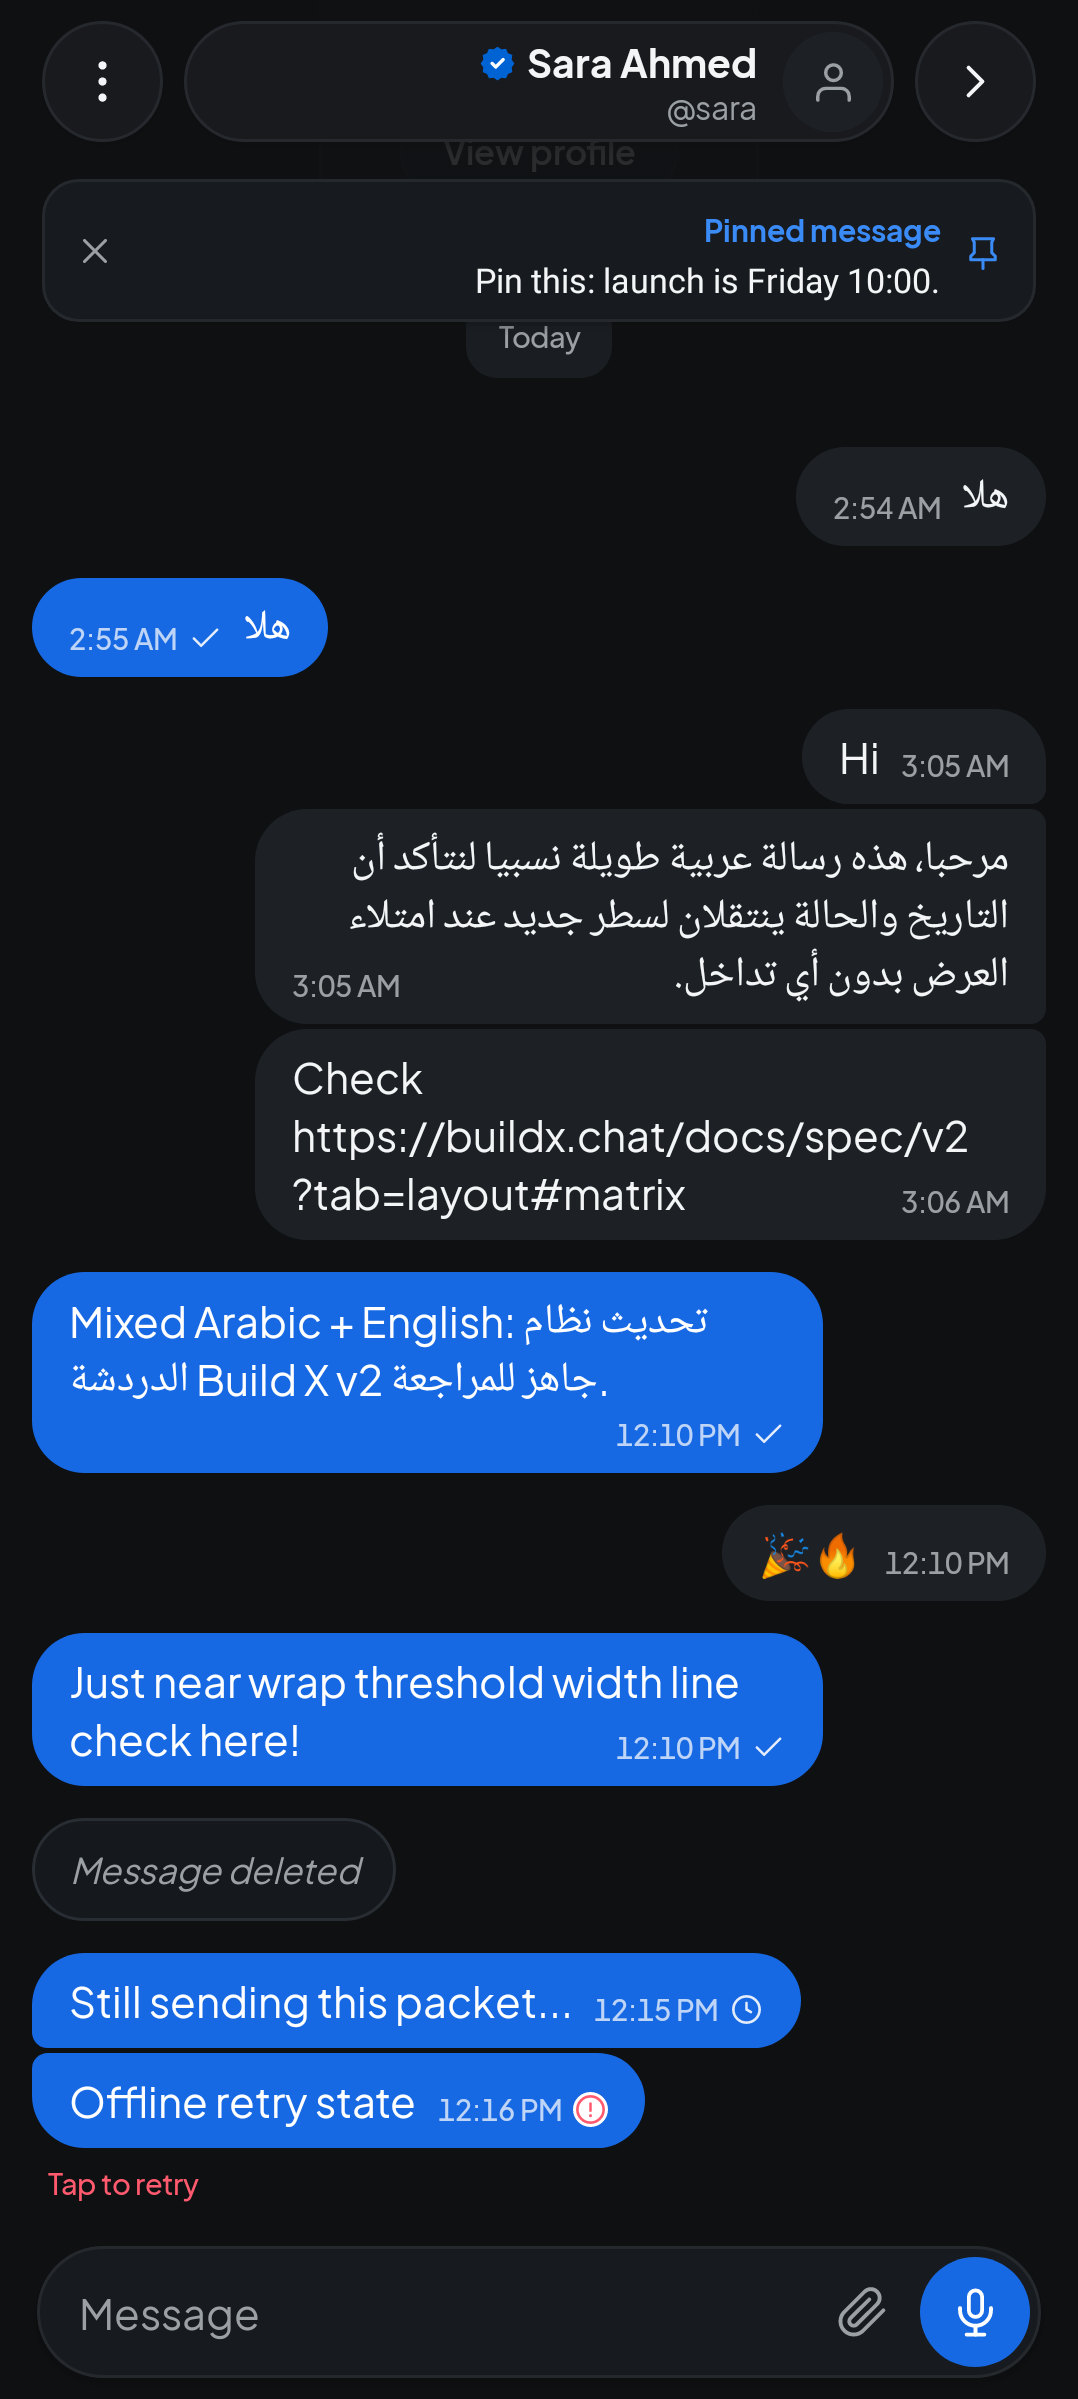 Sara Ahmed
@sara
View profile
Pinned message
Pin this: launch is Friday 10:00.
Today
هلا
2:54 AM
هلا
2:55 AM
Hi 3:05 AM
مرحبا، هذه رسالة عربية طويلة نسبيا لنتأكد أن
التاريخ والحالة ينتقلان لسطر جديد عند امتلاء
العرض بدون أي تداخل.
3:05 AM
Check
https://buildx.chat/docs/spec/v2
?tab=layout#matrix
3:06 AM
Mixed Arabic + English: تحديث نظام
الدردشة Build X v2 جاهز للمراجعة.
12:10 PM
🎉🔥 12:10 PM
Just near wrap threshold width line
check here!
12:10 PM
Message deleted
Still sending this packet... 12:15 PM
Offline retry state 12:16 PM
Tap to retry
Message